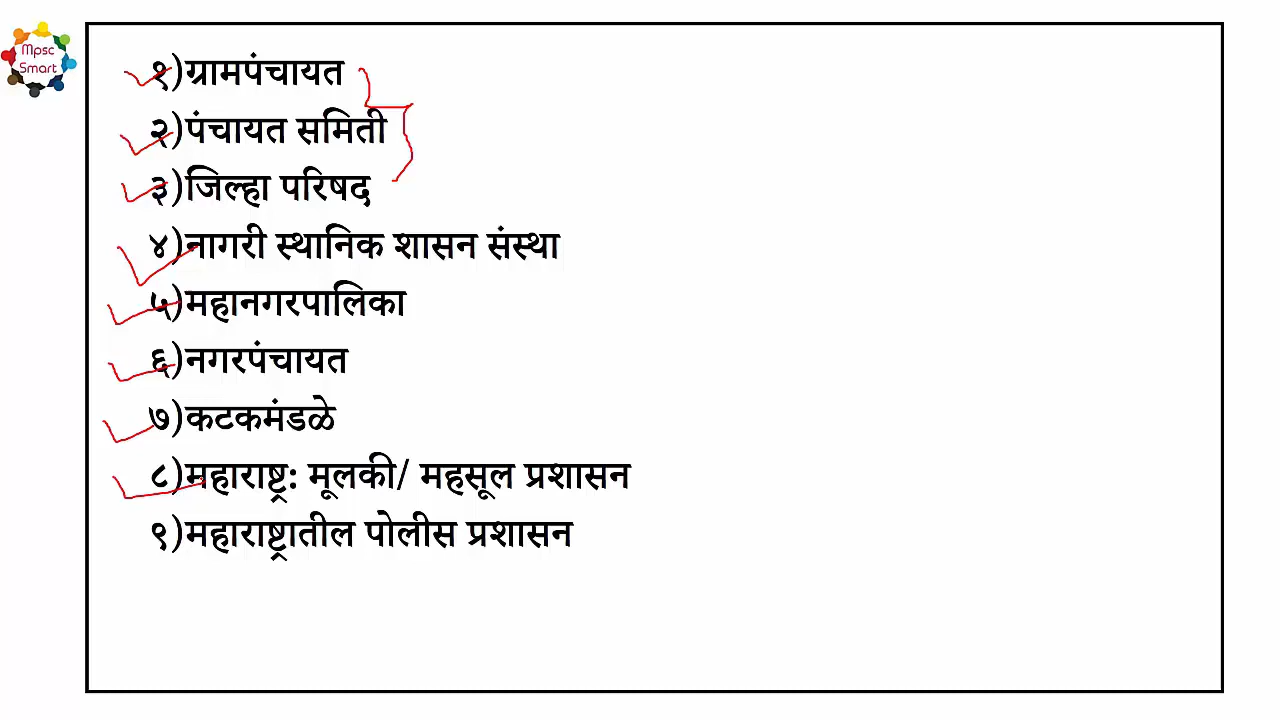 Mpsc
Smart
१)ग्रामपंचायत
२)पंचायत समिती
३)जिल्हा परिषद
४)नागरी स्थानिक शासन संस्था
५)महानगरपालिका
६)नगरपंचायत
७)कटकमंडळे
८)महाराष्ट्र: मूलकी/ महसूल प्रशासन
९)महाराष्ट्रातील पोलीस प्रशासन